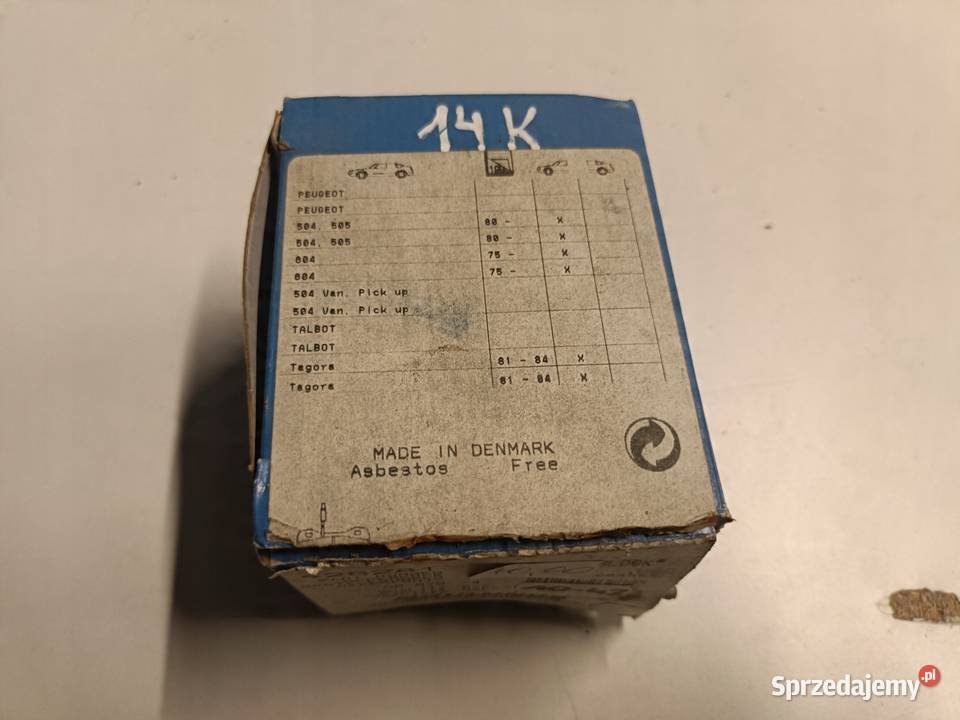 14 K
PEUGEOT
PEUGEOT
504, 505 80 - X
504, 505 80 - X
604 75 - X
604 75 - X
504 Van, Pick up
504 Van, Pick up
TALBOT
TALBOT
Tagora 81 - 84 X
Tagora 81 - 84 X
MADE IN DENMARK
Asbestos Free
Sprzedajemy.pl